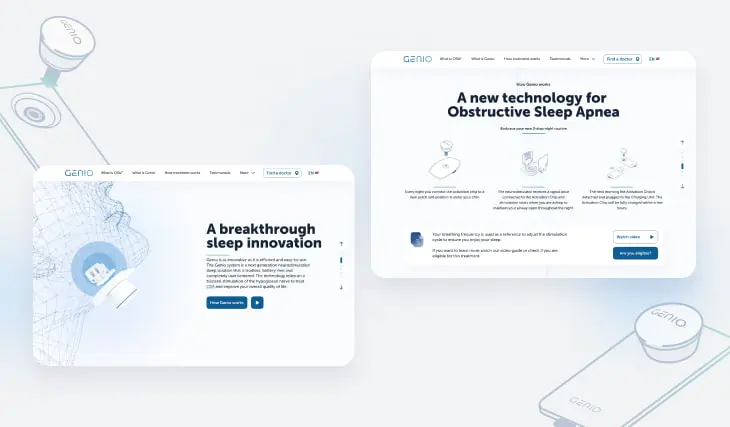 GENIO
GENIO What is OSA? What is Genio How treatment works Testimonials More Find a doctor EN
How Genio works
A new technology for
Obstructive Sleep Apnea
Embrace your new 3-step night routine
Every night you connect the activation chip to a
new patch and position it under your chin.
The neurostimulator receives a signal once
connected to the Activation Chip and
stimulation starts when you are asleep to
maintain your airway open throughout the night.
The next morning the Activation Chip is
detached and plugged to the Charging Unit. The
Activation Chip will be fully charged within a few
hours.
Your breathing frequency is used as a reference to adjust the stimulation
cycle to ensure you enjoy your sleep.
If you want to learn more watch our video guide or check if you are
eligible for this treatment.
Watch video
Are you eligible?
GENIO What is OSA? What is Genio How treatment works Testimonials More Find a doctor EN
A breakthrough
sleep innovation
Genio is as innovative as it is efficient and easy-to-use.
The Genio system is a next generation neurostimulation
sleep solution that is leadless, battery-free and
completely user-centered. The technology relies on a
bilateral stimulation of the hypoglossal nerve to treat
OSA and improve your overall quality of life.
How Genio works
GENIO
GENIO